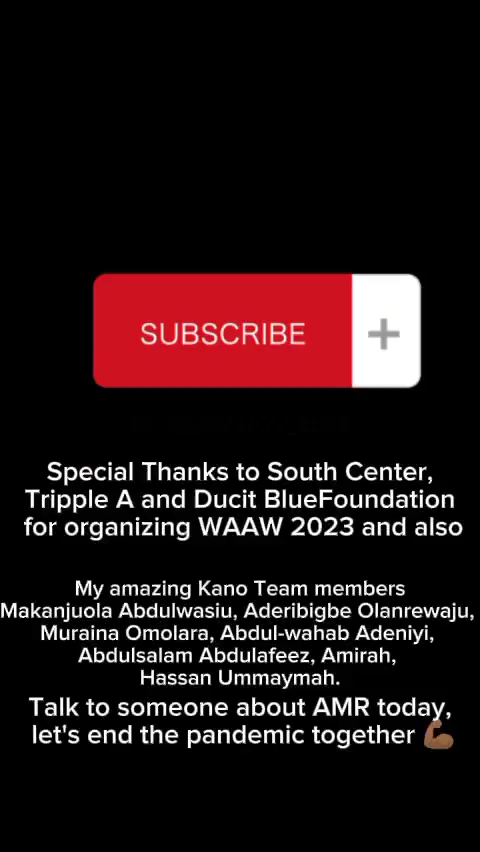 SUBSCRIBE +
Special Thanks to South Center,
Tripple A and Ducit BlueFoundation
for organizing WAAW 2023 and also
My amazing Kano Team members
Makanjuola Abdulwasiu, Aderibigbe Olanrewaju,
Muraina Omolara, Abdul-wahab Adeniyi,
Abdulsalam Abdulafeez, Amirah,
Hassan Ummaymah.
Talk to someone about AMR today,
let's end the pandemic together 💪🏾